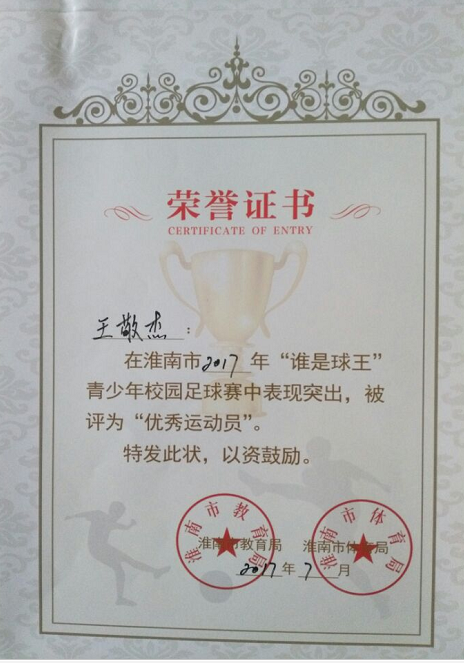 荣誉证书
CERTIFICATE OF ENTRY
王敬杰：
在淮南市2017年“谁是球王”
青少年校园足球赛中表现突出，被
评为“优秀运动员”。
特发此状，以资鼓励。
淮南市教育局
淮南市体育局
淮南市教育局 淮南市体育局
2017年7月